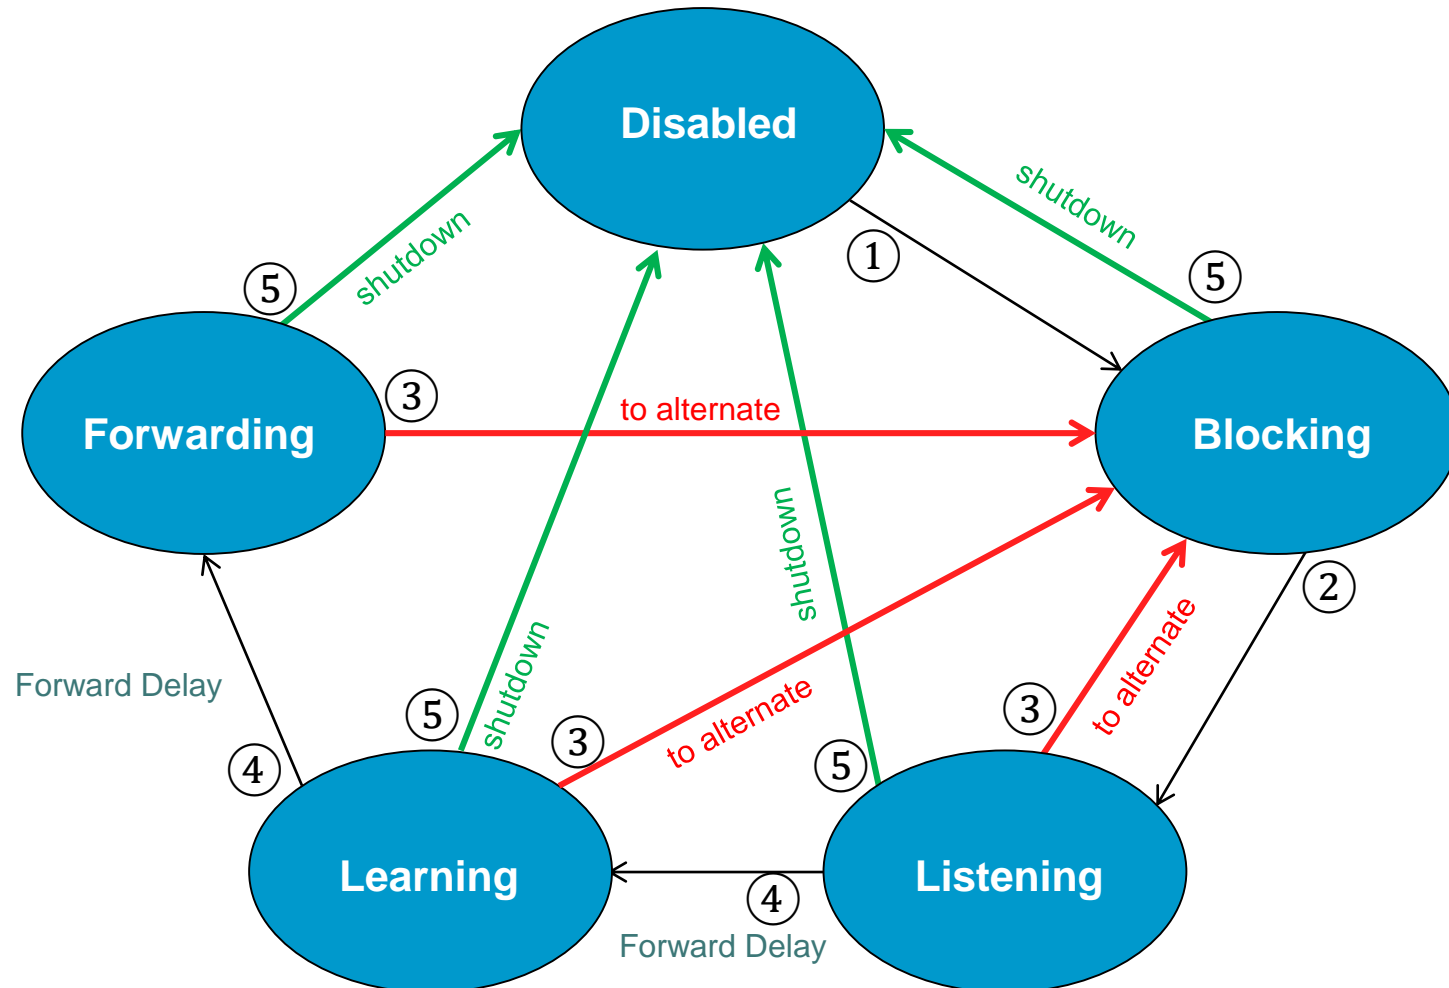 Disabled
shutdown
①
shutdown
⑤
⑤
shutdown
③
to alternate
Forwarding
Blocking
②
shutdown
to alternate
Forward Delay
⑤
shutdown
③
to alternate
③
④
⑤
Learning
Listening
④
Forward Delay